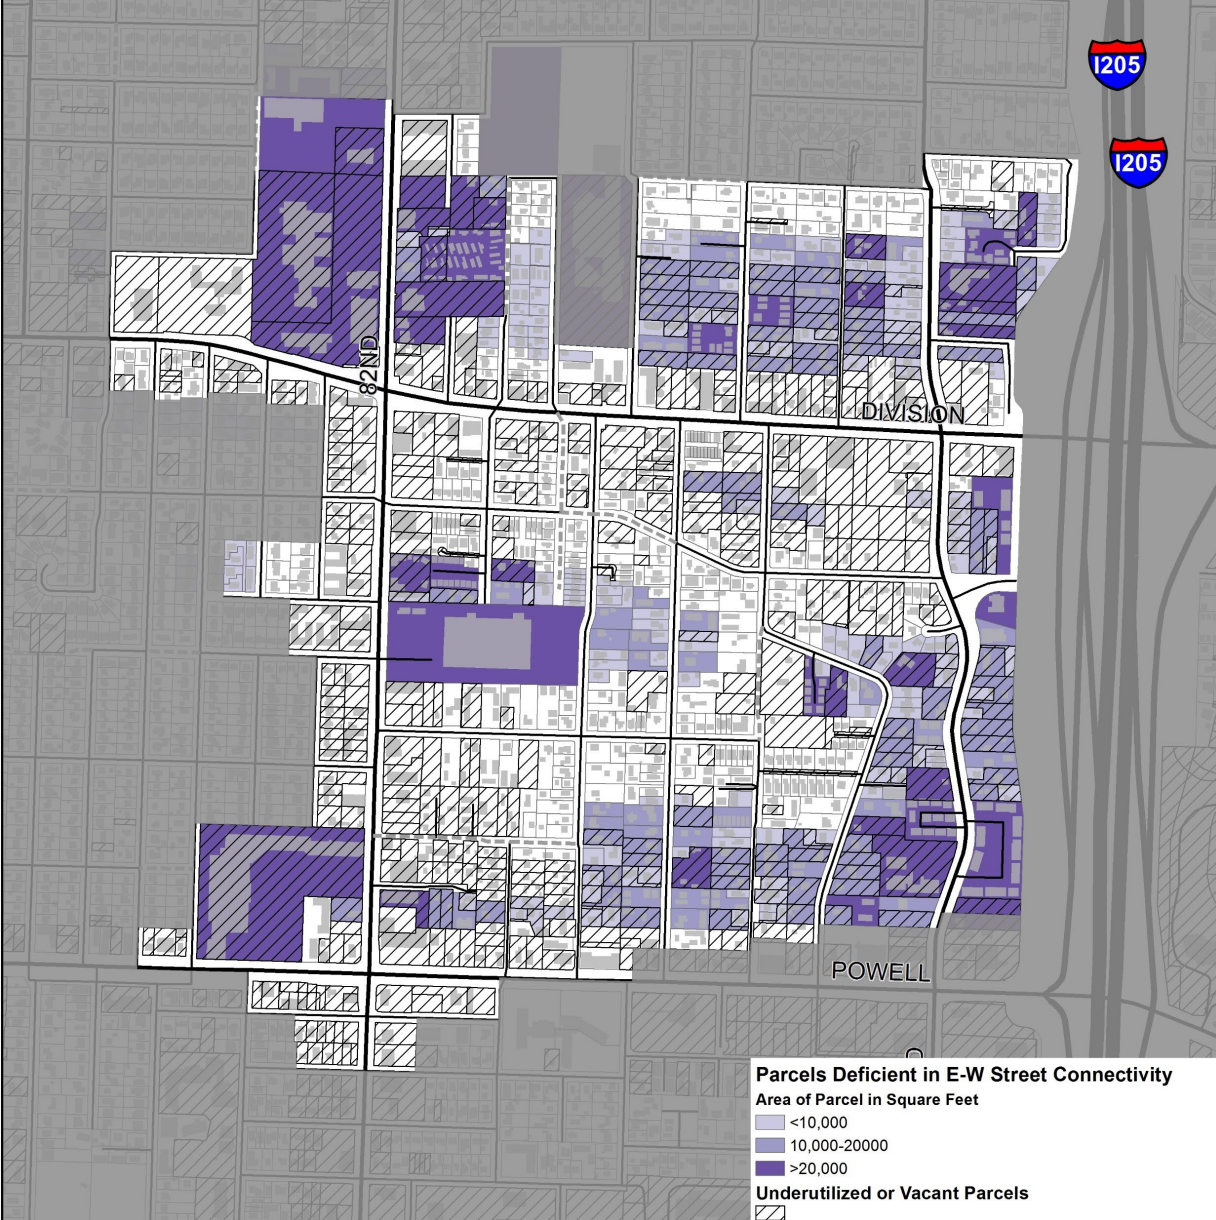 I205
I205
82ND
DIVISION
POWELL
Parcels Deficient in E-W Street Connectivity
Area of Parcel in Square Feet
<10,000
10,000-20000
>20,000
Underutilized or Vacant Parcels